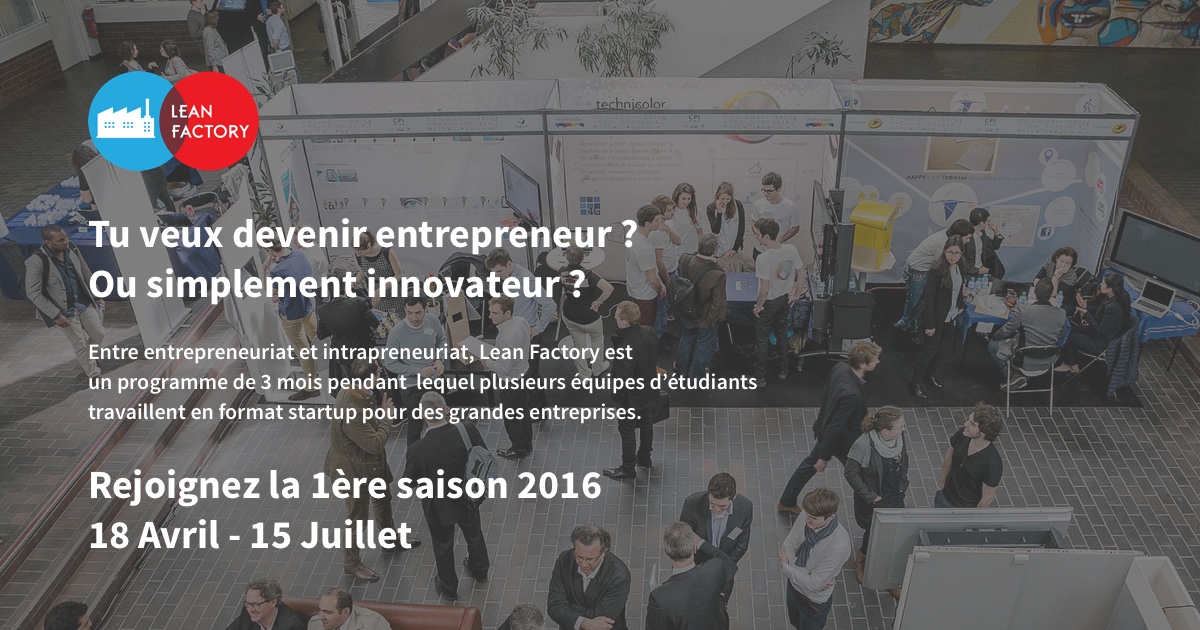 LEAN
FACTORY
technicolor
Tu veux devenir entrepreneur ?
Ou simplement innovateur ?
Entre entrepreneuriat et intrapreneuriat, Lean Factory est
un programme de 3 mois pendant  lequel plusieurs équipes d’étudiants
travaillent en format startup pour des grandes entreprises.
Rejoignez la 1ère saison 2016
18 Avril - 15 Juillet